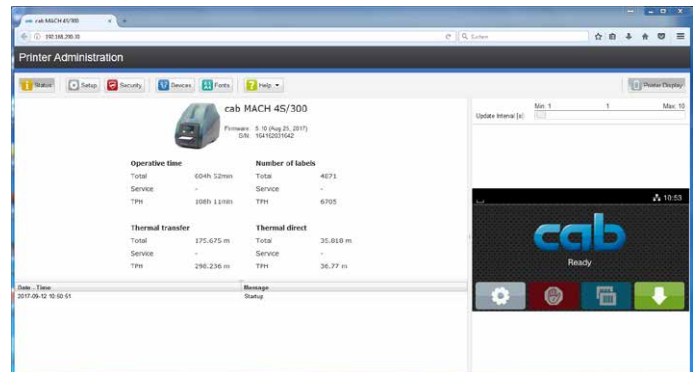 cab MACH 4S/300
192.168.200.30
Suchen
Printer Administration
Status Setup Security Devices Fonts Help Printer Display
cab MACH 4S/300
Firmware 5.10 (Aug 25, 2017)
S/N 164162031642
Operative time Number of labels
Total 604h 52min Total 4671
Service - Service -
TPH 108h 11min TPH 6705
Thermal transfer Thermal direct
Total 175.675 m Total 35.818 m
Service - Service -
TPH 298.236 m TPH 36.77 m
Date - Time Message
2017-09-12 10:50:51 Startup
Min: 1 1 Max: 10
Update Interval [s]:
10:53
cab
Ready